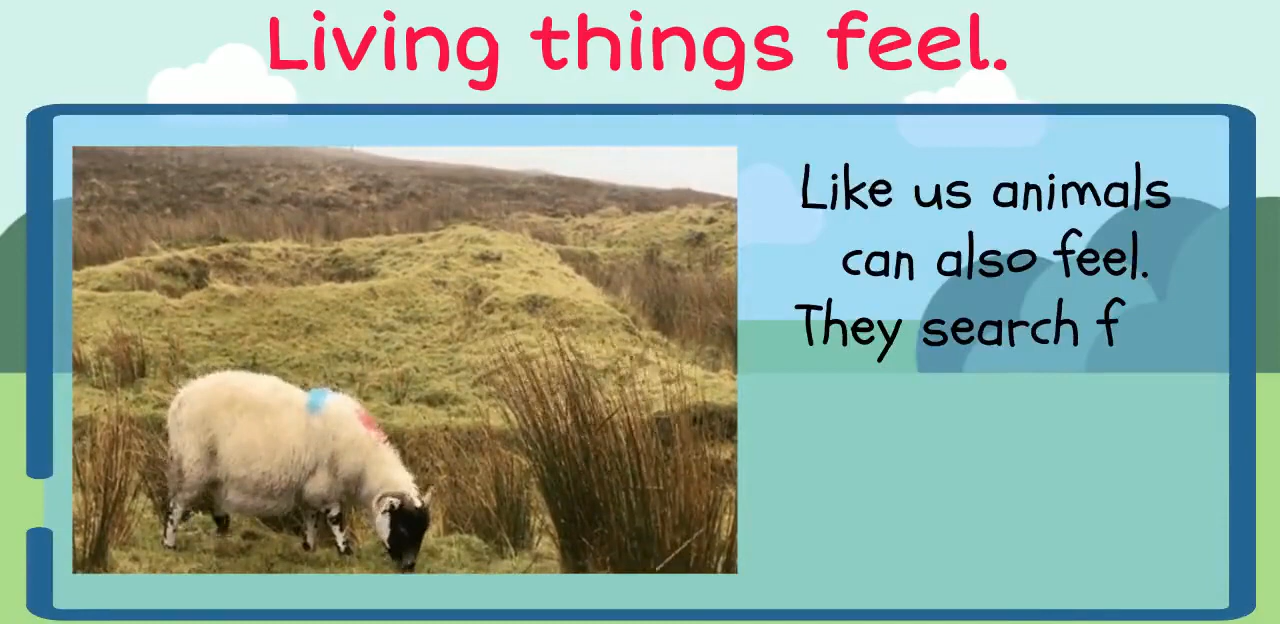 Living things feel.
Like us animals
can also feel.
They search f